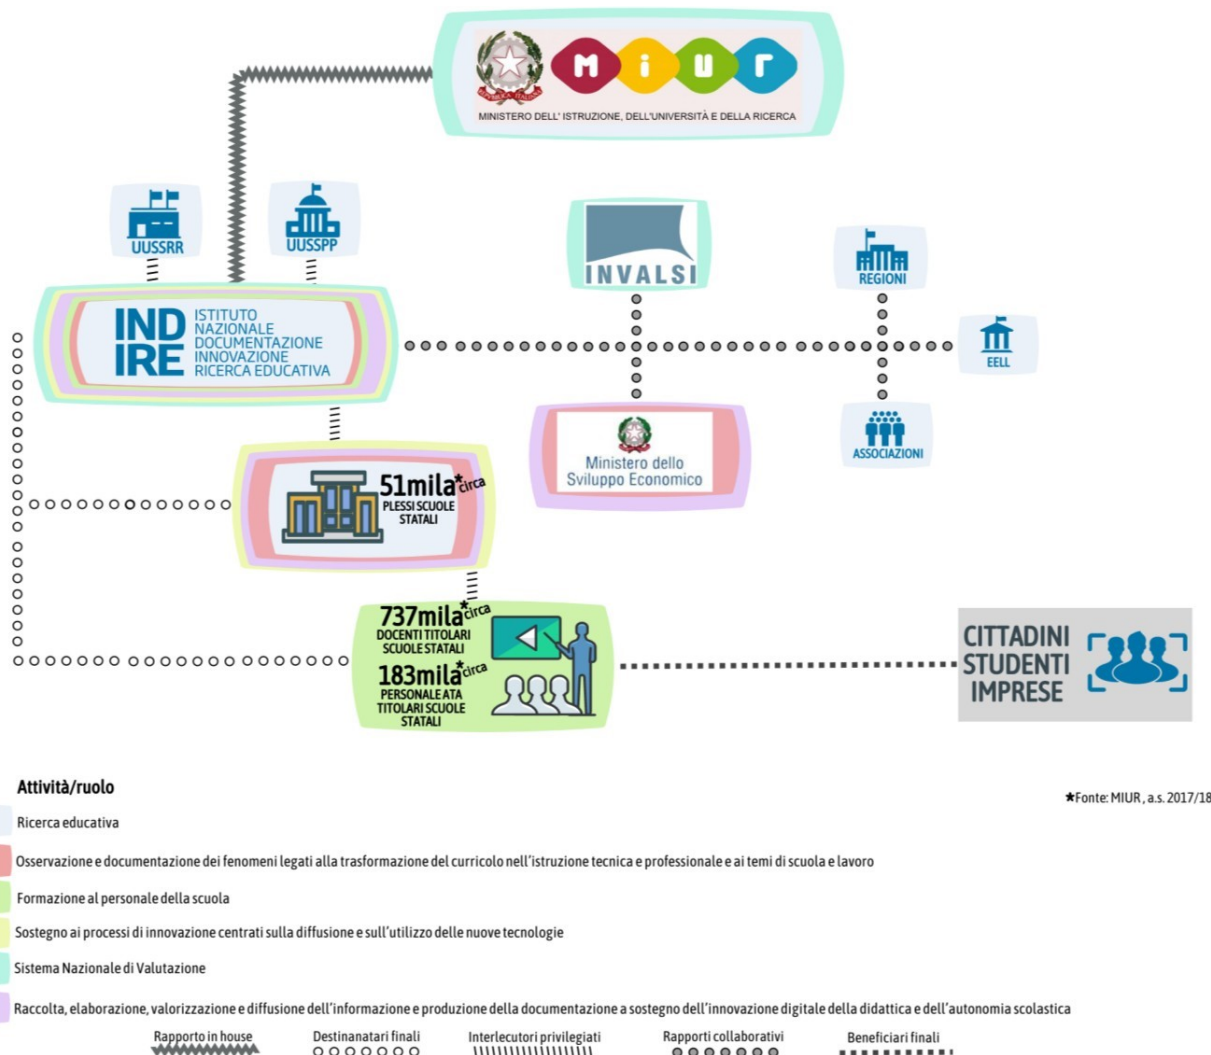 MiUr
MINISTERO DELL' ISTRUZIONE, DELL'UNIVERSITÀ E DELLA RICERCA
REPUBBLICA ITALIANA
UUSSRR
UUSSPP
INVALSI
REGIONI
IND
IRE
ISTITUTO
NAZIONALE
DOCUMENTAZIONE
INNOVAZIONE
RICERCA EDUCATIVA
EELL
Ministero dello
Sviluppo Economico
ASSOCIAZIONI
51mila*circa
PLESSI SCUOLE
STATALI
737mila*circa
DOCENTI TITOLARI
SCUOLE STATALI
183mila*circa
PERSONALE ATA
TITOLARI SCUOLE
STATALI
CITTADINI
STUDENTI
IMPRESE
Attività/ruolo
★Fonte: MIUR, a.s. 2017/18
Ricerca educativa
Osservazione e documentazione dei fenomeni legati alla trasformazione del curricolo nell'istruzione tecnica e professionale e ai temi di scuola e lavoro
Formazione al personale della scuola
Sostegno ai processi di innovazione centrati sulla diffusione e sull'utilizzo delle nuove tecnologie
Sistema Nazionale di Valutazione
Raccolta, elaborazione, valorizzazione e diffusione dell'informazione e produzione della documentazione a sostegno dell'innovazione digitale della didattica e dell'autonomia scolastica
Rapporto in house
Destinanatari finali
Interlecutori privilegiati
Rapporti collaborativi
Beneficiari finali